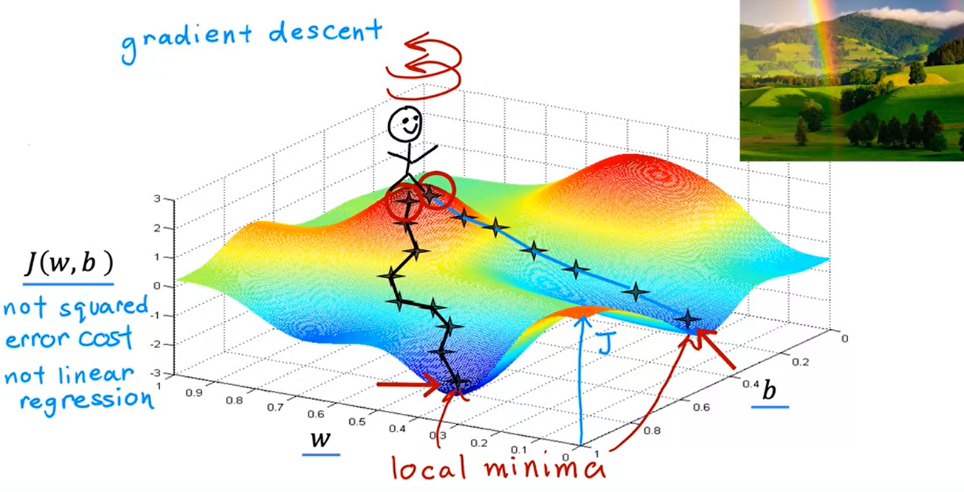 gradient descent
J(w, b)
not squared
error cost
not linear
regression
3
2
1
0
-1
-2
-3
1
0.9
0.8
0.7
0.6
0.5
0.4
0.3
0.2
0.1
0
w
1
0.8
0.6
0.4
0.2
0
b
J
local minima